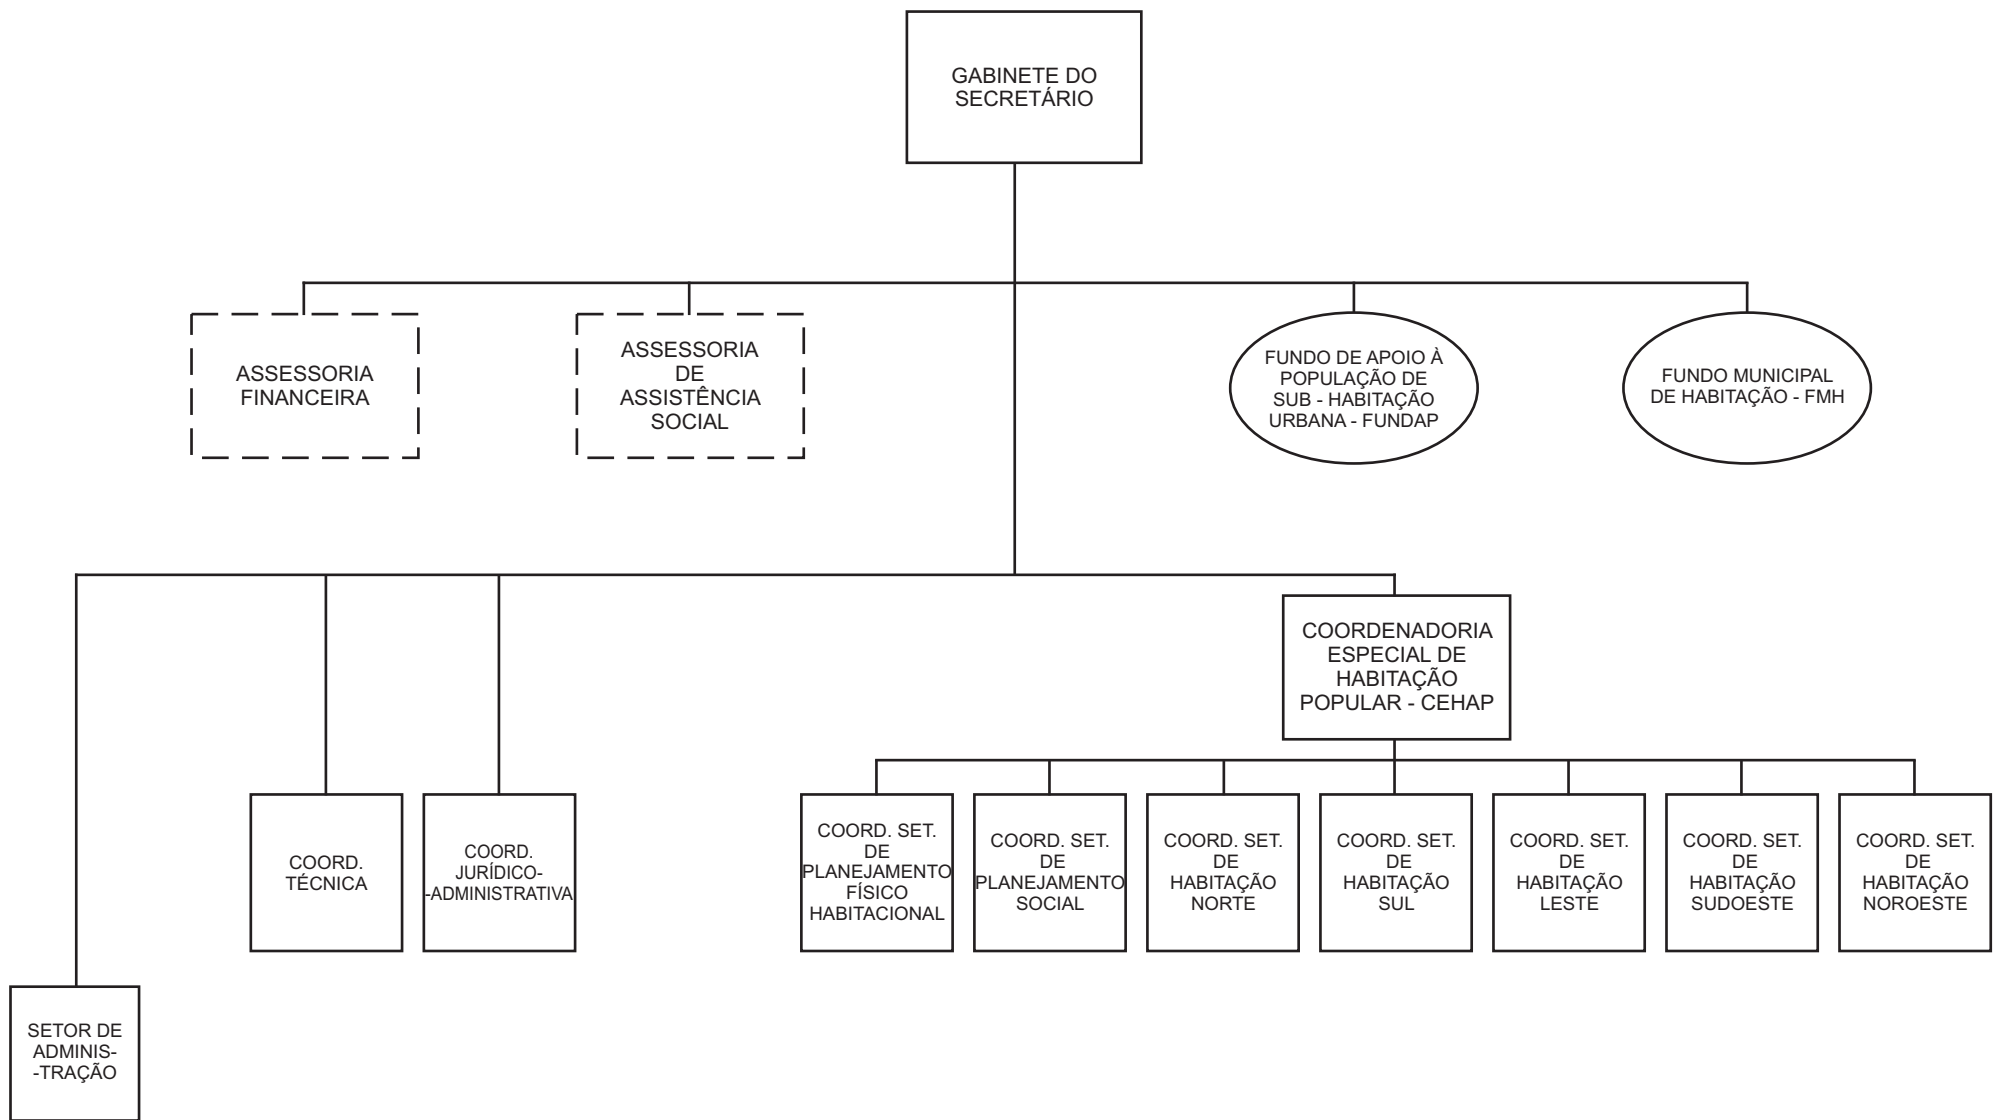 GABINETE DO
SECRETÁRIO
ASSESSORIA
FINANCEIRA
ASSESSORIA
DE
ASSISTÊNCIA
SOCIAL
FUNDO DE APOIO À
POPULAÇÃO DE
SUB - HABITAÇÃO
URBANA - FUNDAP
FUNDO MUNICIPAL
DE HABITAÇÃO - FMH
COORDENADORIA
ESPECIAL DE
HABITAÇÃO
POPULAR - CEHAP
COORD.
TÉCNICA
COORD.
JURÍDICO-
-ADMINISTRATIVA
COORD. SET.
DE
PLANEJAMENTO
FÍSICO
HABITACIONAL
COORD. SET.
DE
PLANEJAMENTO
SOCIAL
COORD. SET.
DE
HABITAÇÃO
NORTE
COORD. SET.
DE
HABITAÇÃO
SUL
COORD. SET.
DE
HABITAÇÃO
LESTE
COORD. SET.
DE
HABITAÇÃO
SUDOESTE
COORD. SET.
DE
HABITAÇÃO
NOROESTE
SETOR DE
ADMINIS-
-TRAÇÃO